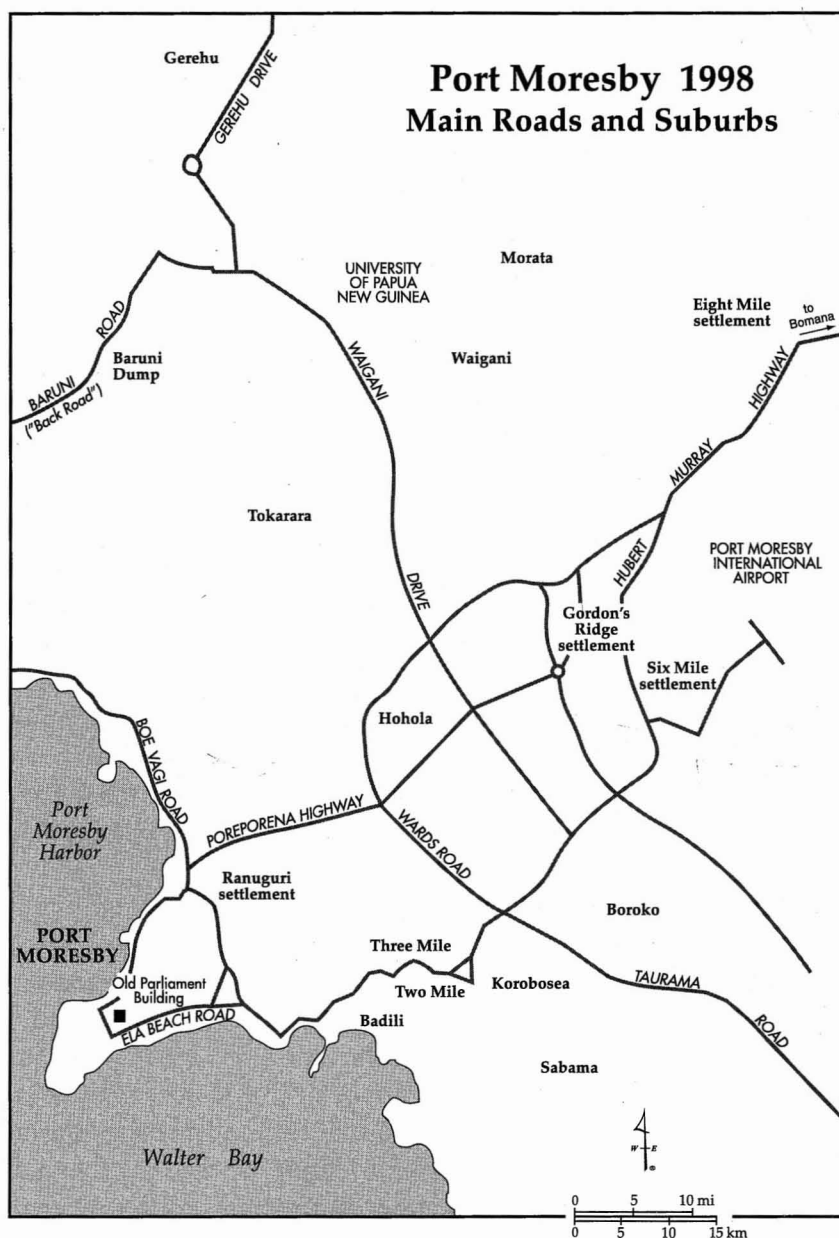 Port Moresby 1998
Main Roads and Suburbs
Gerehu
GEREHU DRIVE
UNIVERSITY
OF PAPUA
NEW GUINEA
Morata
Eight Mile
settlement
to
Bomana
BARUNI ROAD
("Back Road")
Baruni
Dump
WAIGANI DRIVE
Waigani
HUBERT MURRAY HIGHWAY
Tokarara
PORT MORESBY
INTERNATIONAL
AIRPORT
Gordon's
Ridge
settlement
Six Mile
settlement
Hohola
BOE VAGI ROAD
Port
Moresby
Harbor
POREPORENA HIGHWAY
WARDS ROAD
Ranuguri
settlement
Boroko
PORT
MORESBY
Three Mile
Old Parliament
Building
Two Mile
Korobosea
TAURAMA ROAD
ELA BEACH ROAD
Badili
Sabama
Walter Bay
W E
0 5 10 mi
0 5 10 15 km